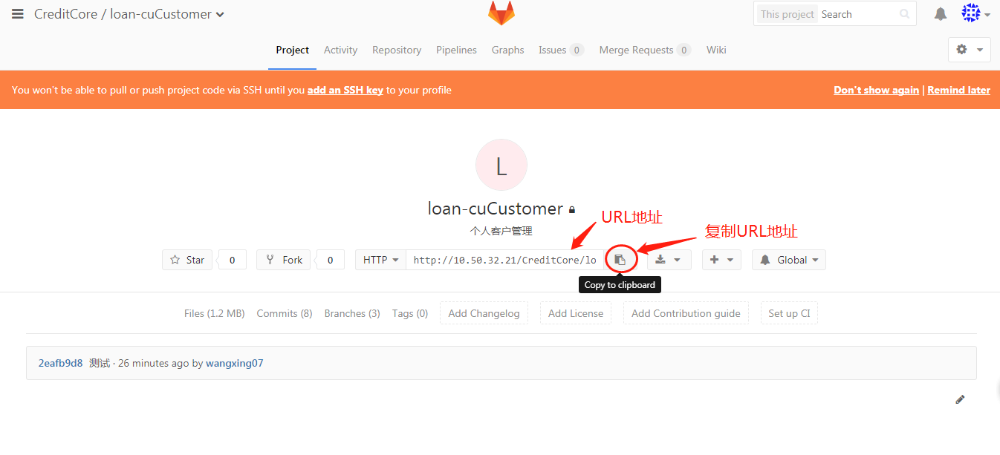 CreditCore / loan-cuCustomer
This project Search
Project Activity Repository Pipelines Graphs Issues 0 Merge Requests 0 Wiki
You won't be able to pull or push project code via SSH until you add an SSH key to your profile Don't show again | Remind later
L
loan-cuCustomer
URL地址
个人客户管理
复制URL地址
Star 0 Fork 0 HTTP http://10.50.32.21/CreditCore/lo Global
Copy to clipboard
Files (1.2 MB) Commits (8) Branches (3) Tags (0) Add Changelog Add License Add Contribution guide Set up CI
2eafb9d8 测试 · 26 minutes ago by wangxing07